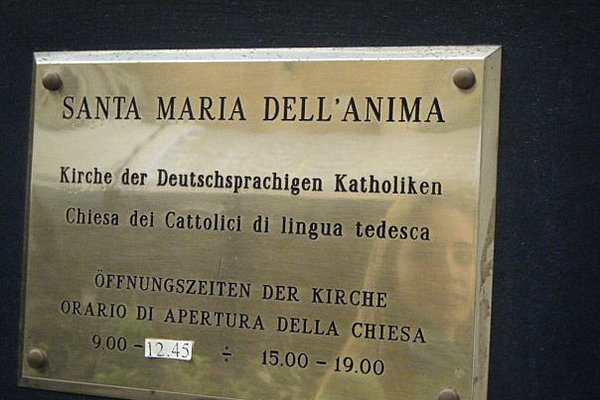 SANTA MARIA DELL'ANIMA
Kirche der Deutschsprachigen Katholiken
Chiesa dei Cattolici di lingua tedesca
ÖFFNUNGSZEITEN DER KIRCHE
ORARIO DI APERTURA DELLA CHIESA
9.00 – 12.45 ÷ 15.00 – 19.00